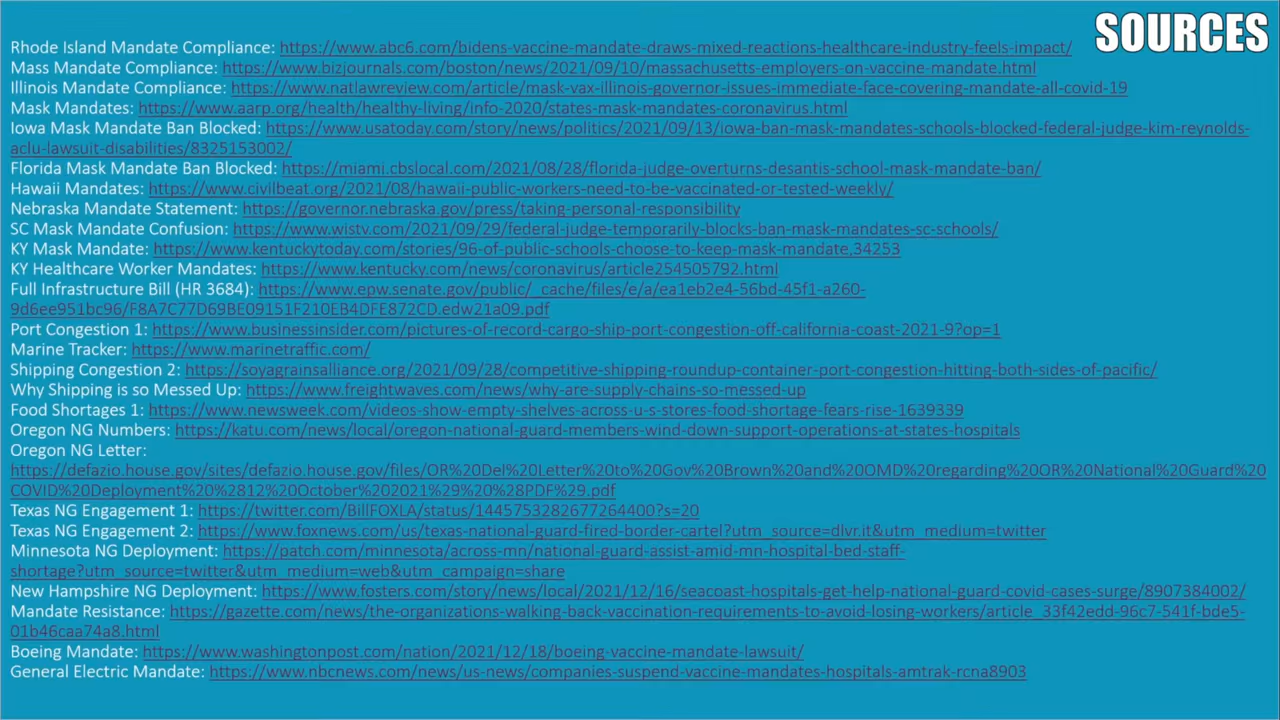 SOURCES
Rhode Island Mandate Compliance: https://www.abc6.com/bidens-vaccine-mandate-draws-mixed-reactions-healthcare-industry-feels-impact/
Mass Mandate Compliance: https://www.bizjournals.com/boston/news/2021/09/10/massachusetts-employers-on-vaccine-mandate.html
Illinois Mandate Compliance: https://www.natlawreview.com/article/mask-vax-illinois-governor-issues-immediate-face-covering-mandate-all-covid-19
Mask Mandates: https://www.aarp.org/health/healthy-living/info-2020/states-mask-mandates-coronavirus.html
Iowa Mask Mandate Ban Blocked: https://www.usatoday.com/story/news/politics/2021/09/13/iowa-ban-mask-mandates-schools-blocked-federal-judge-kim-reynolds-
aclu-lawsuit-disabilities/8325153002/
Florida Mask Mandate Ban Blocked: https://miami.cbslocal.com/2021/08/28/florida-judge-overturns-desantis-school-mask-mandate-ban/
Hawaii Mandates: https://www.civilbeat.org/2021/08/hawaii-public-workers-need-to-be-vaccinated-or-tested-weekly/
Nebraska Mandate Statement: https://governor.nebraska.gov/press/taking-personal-responsibility
SC Mask Mandate Confusion: https://www.wistv.com/2021/09/29/federal-judge-temporarily-blocks-ban-mask-mandates-sc-schools/
KY Mask Mandate: https://www.kentuckytoday.com/stories/96-of-public-schools-choose-to-keep-mask-mandate,34253
KY Healthcare Worker Mandates: https://www.kentucky.com/news/coronavirus/article254505792.html
Full Infrastructure Bill (HR 3684): https://www.epw.senate.gov/public/_cache/files/e/a/ea1eb2e4-56bd-45f1-a260-
9d6ee951bc96/F8A7C77D69BE09151F210EB4DFE872CD.edw21a09.pdf
Port Congestion 1: https://www.businessinsider.com/pictures-of-record-cargo-ship-port-congestion-off-california-coast-2021-9?op=1
Marine Tracker: https://www.marinetraffic.com/
Shipping Congestion 2: https://soyagrainsalliance.org/2021/09/28/competitive-shipping-roundup-container-port-congestion-hitting-both-sides-of-pacific/
Why Shipping is so Messed Up: https://www.freightwaves.com/news/why-are-supply-chains-so-messed-up
Food Shortages 1: https://www.newsweek.com/videos-show-empty-shelves-across-u-s-stores-food-shortage-fears-rise-1639339
Oregon NG Numbers: https://katu.com/news/local/oregon-national-guard-members-wind-down-support-operations-at-states-hospitals
Oregon NG Letter:
https://defazio.house.gov/sites/defazio.house.gov/files/OR%20Del%20Letter%20to%20Gov%20Brown%20and%20OMD%20regarding%20OR%20National%20Guard%20
COVID%20Deployment%20%2812%20October%202021%29%20%28PDF%29.pdf
Texas NG Engagement 1: https://twitter.com/BillFOXLA/status/1445753282677264400?s=20
Texas NG Engagement 2: https://www.foxnews.com/us/texas-national-guard-fired-border-cartel?utm_source=dlvr.it&utm_medium=twitter
Minnesota NG Deployment: https://patch.com/minnesota/across-mn/national-guard-assist-amid-mn-hospital-bed-staff-
shortage?utm_source=twitter&utm_medium=web&utm_campaign=share
New Hampshire NG Deployment: https://www.fosters.com/story/news/local/2021/12/16/seacoast-hospitals-get-help-national-guard-covid-cases-surge/8907384002/
Mandate Resistance: https://gazette.com/news/the-organizations-walking-back-vaccination-requirements-to-avoid-losing-workers/article_33f42edd-96c7-541f-bde5-
01b46caa74a8.html
Boeing Mandate: https://www.washingtonpost.com/nation/2021/12/18/boeing-vaccine-mandate-lawsuit/
General Electric Mandate: https://www.nbcnews.com/news/us-news/companies-suspend-vaccine-mandates-hospitals-amtrak-rcna8903